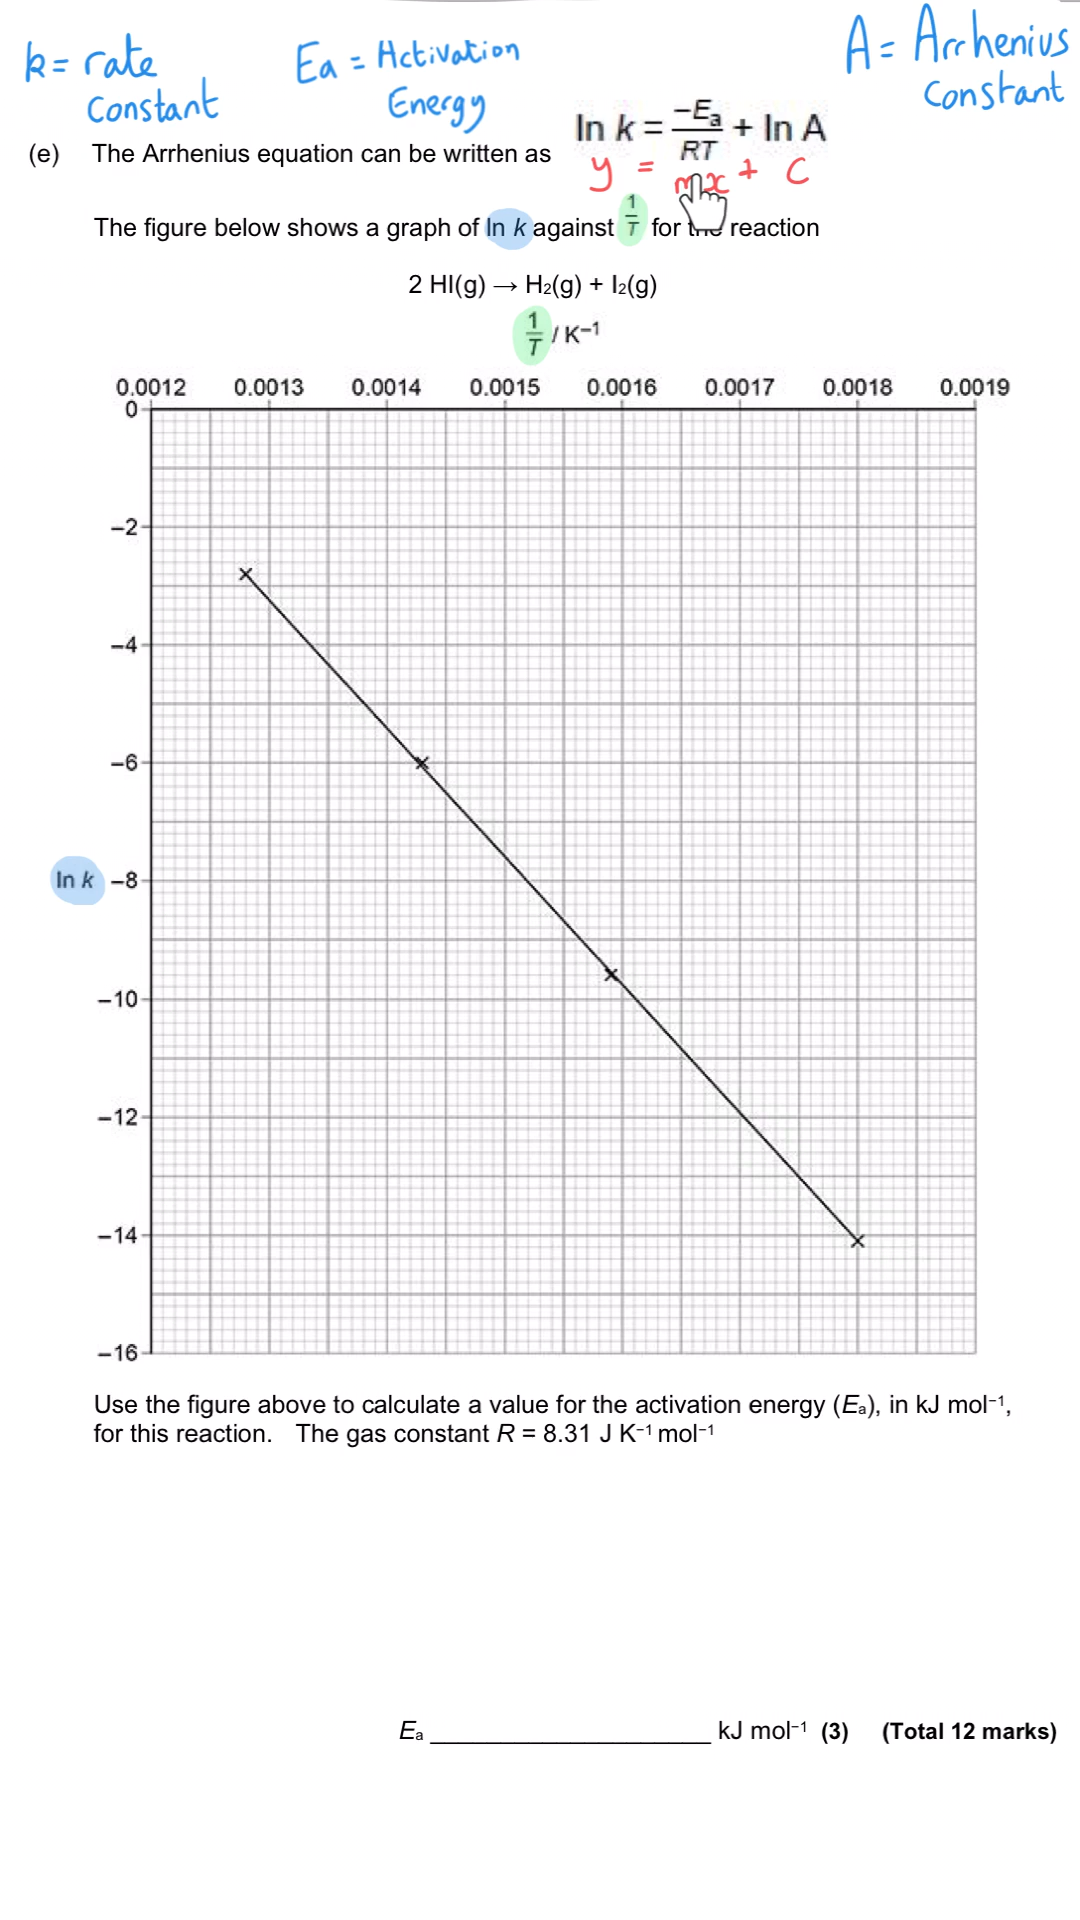 k = rate constant
Ea = Activation Energy
A = Arrhenius Constant
(e) The Arrhenius equation can be written as ln k = −Ea/RT + ln A
y = mx + c
The figure below shows a graph of ln k against 1/T for the reaction
2 HI(g) → H₂(g) + I₂(g)
1/T / K⁻¹
0.0012 0.0013 0.0014 0.0015 0.0016 0.0017 0.0018 0.0019
0
−2
−4
−6
ln k −8
−10
−12
−14
−16
Use the figure above to calculate a value for the activation energy (Ea), in kJ mol⁻¹,
for this reaction. The gas constant R = 8.31 J K⁻¹ mol⁻¹
Ea ____________________ kJ mol⁻¹ (3) (Total 12 marks)